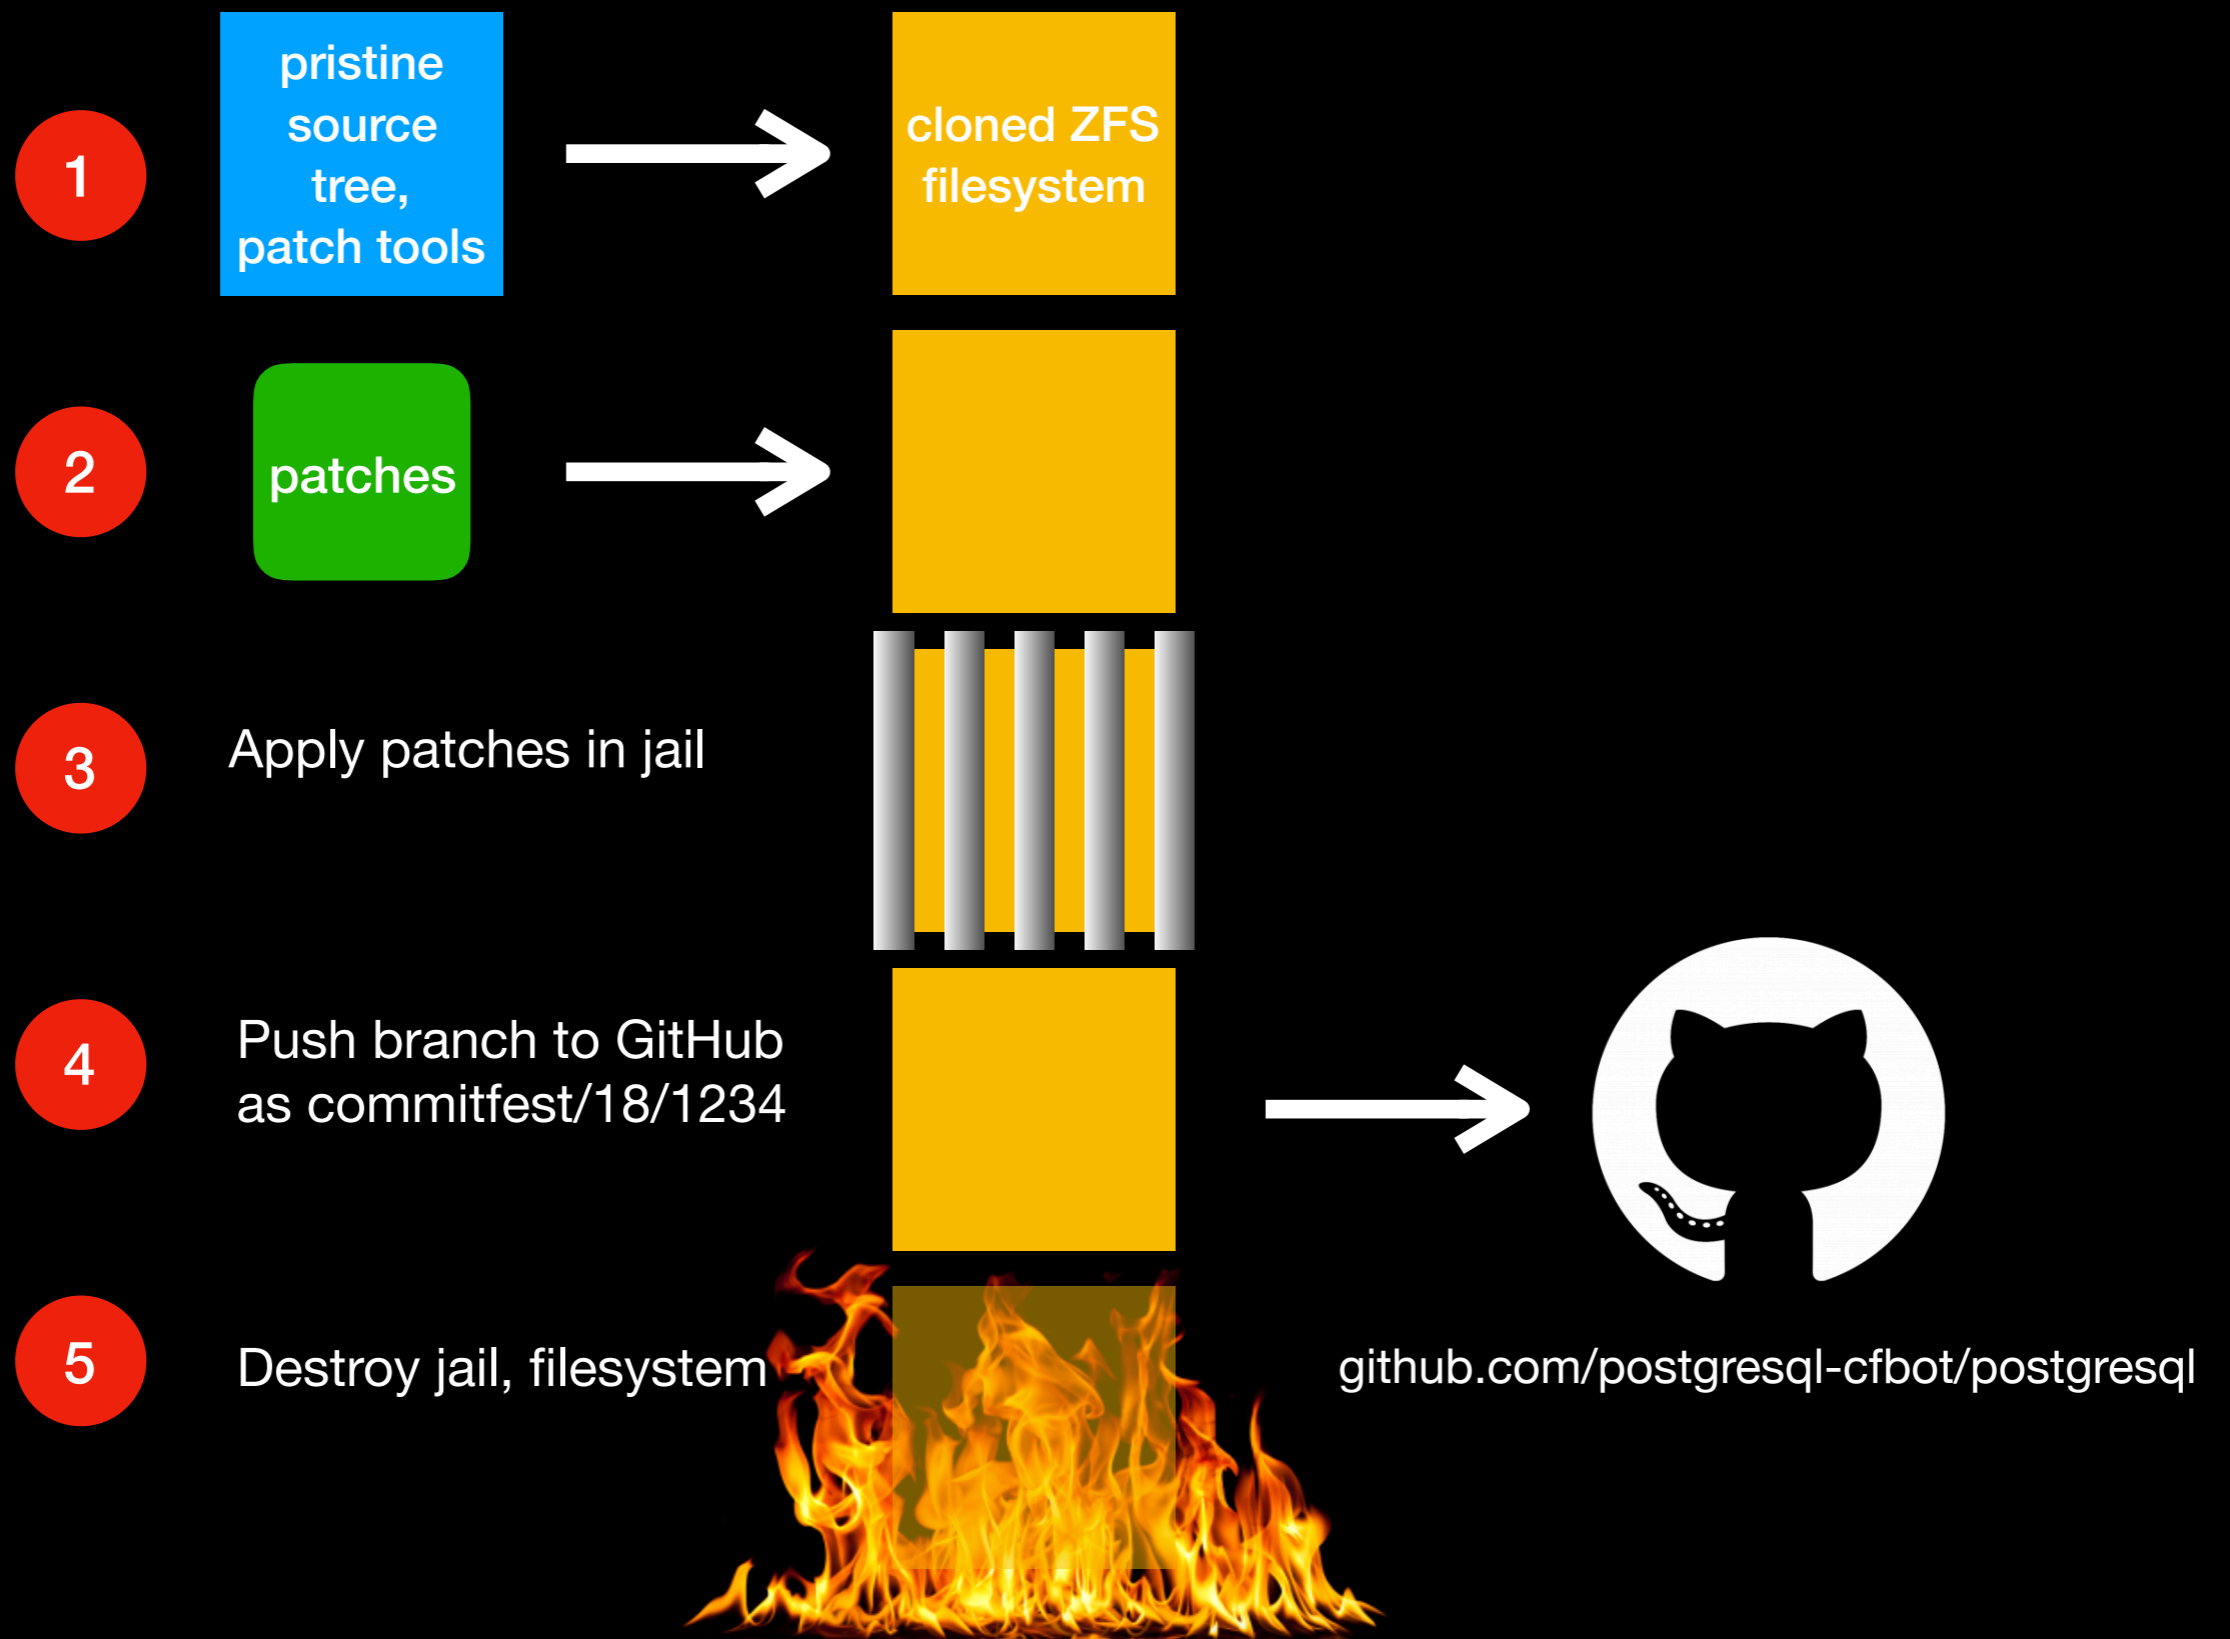 1
pristine
source
tree,
patch tools
cloned ZFS
filesystem
2
patches
3
Apply patches in jail
4
Push branch to GitHub
as commitfest/18/1234
5
Destroy jail, filesystem
github.com/postgresql-cfbot/postgresql